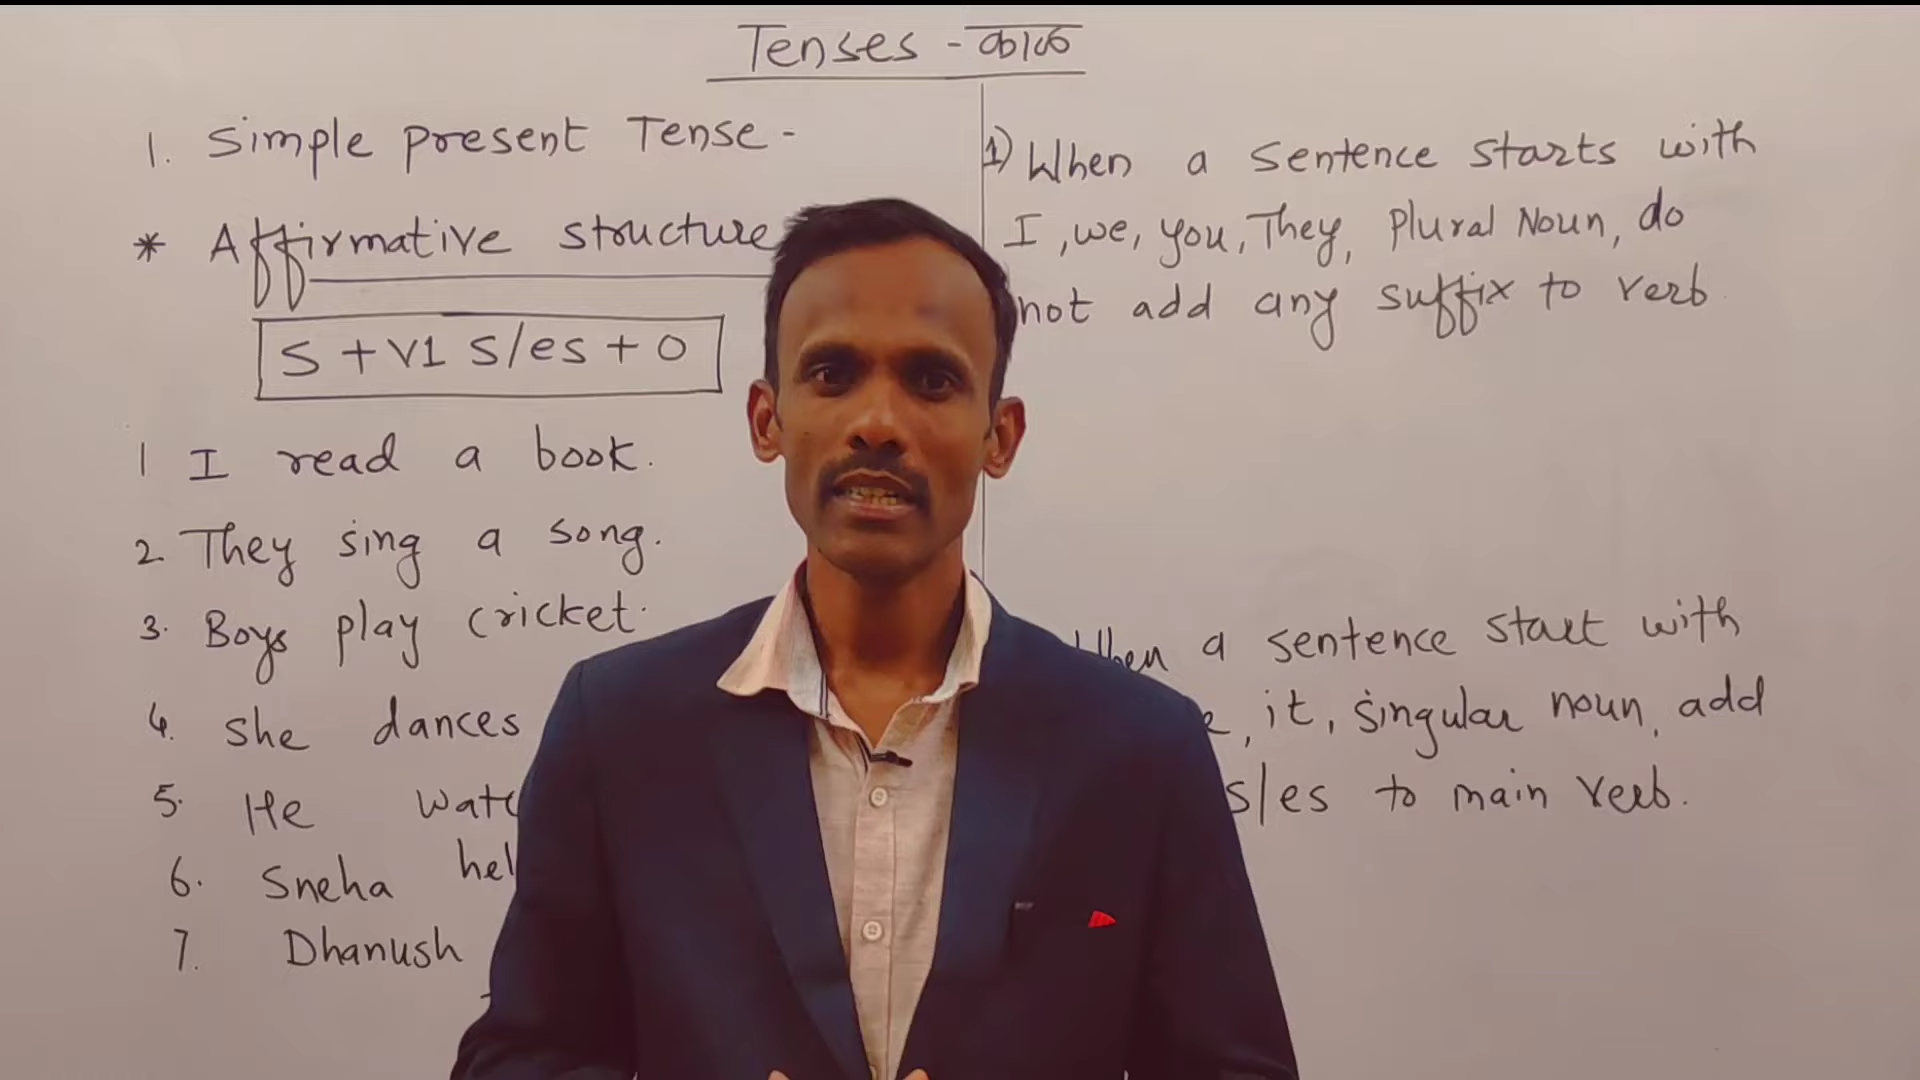 Tenses - काळ
1. Simple present Tense -
* Affirmative structure
S + V1 s/es + O
1 I read a book.
2 They sing a song.
3. Boys play cricket.
4. She dances
5. He
6. Sneha
7. Dhanush
1) When a sentence starts with
I, we, you, They, Plural Noun, do
not add any suffix to verb
When a sentence start with
it, singular noun, add
s/es to main verb.